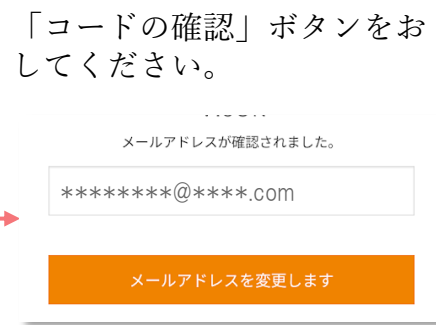 「コードの確認」ボタンをお
してください。
メールアドレスが確認されました。
********@****.com
メールアドレスを変更します